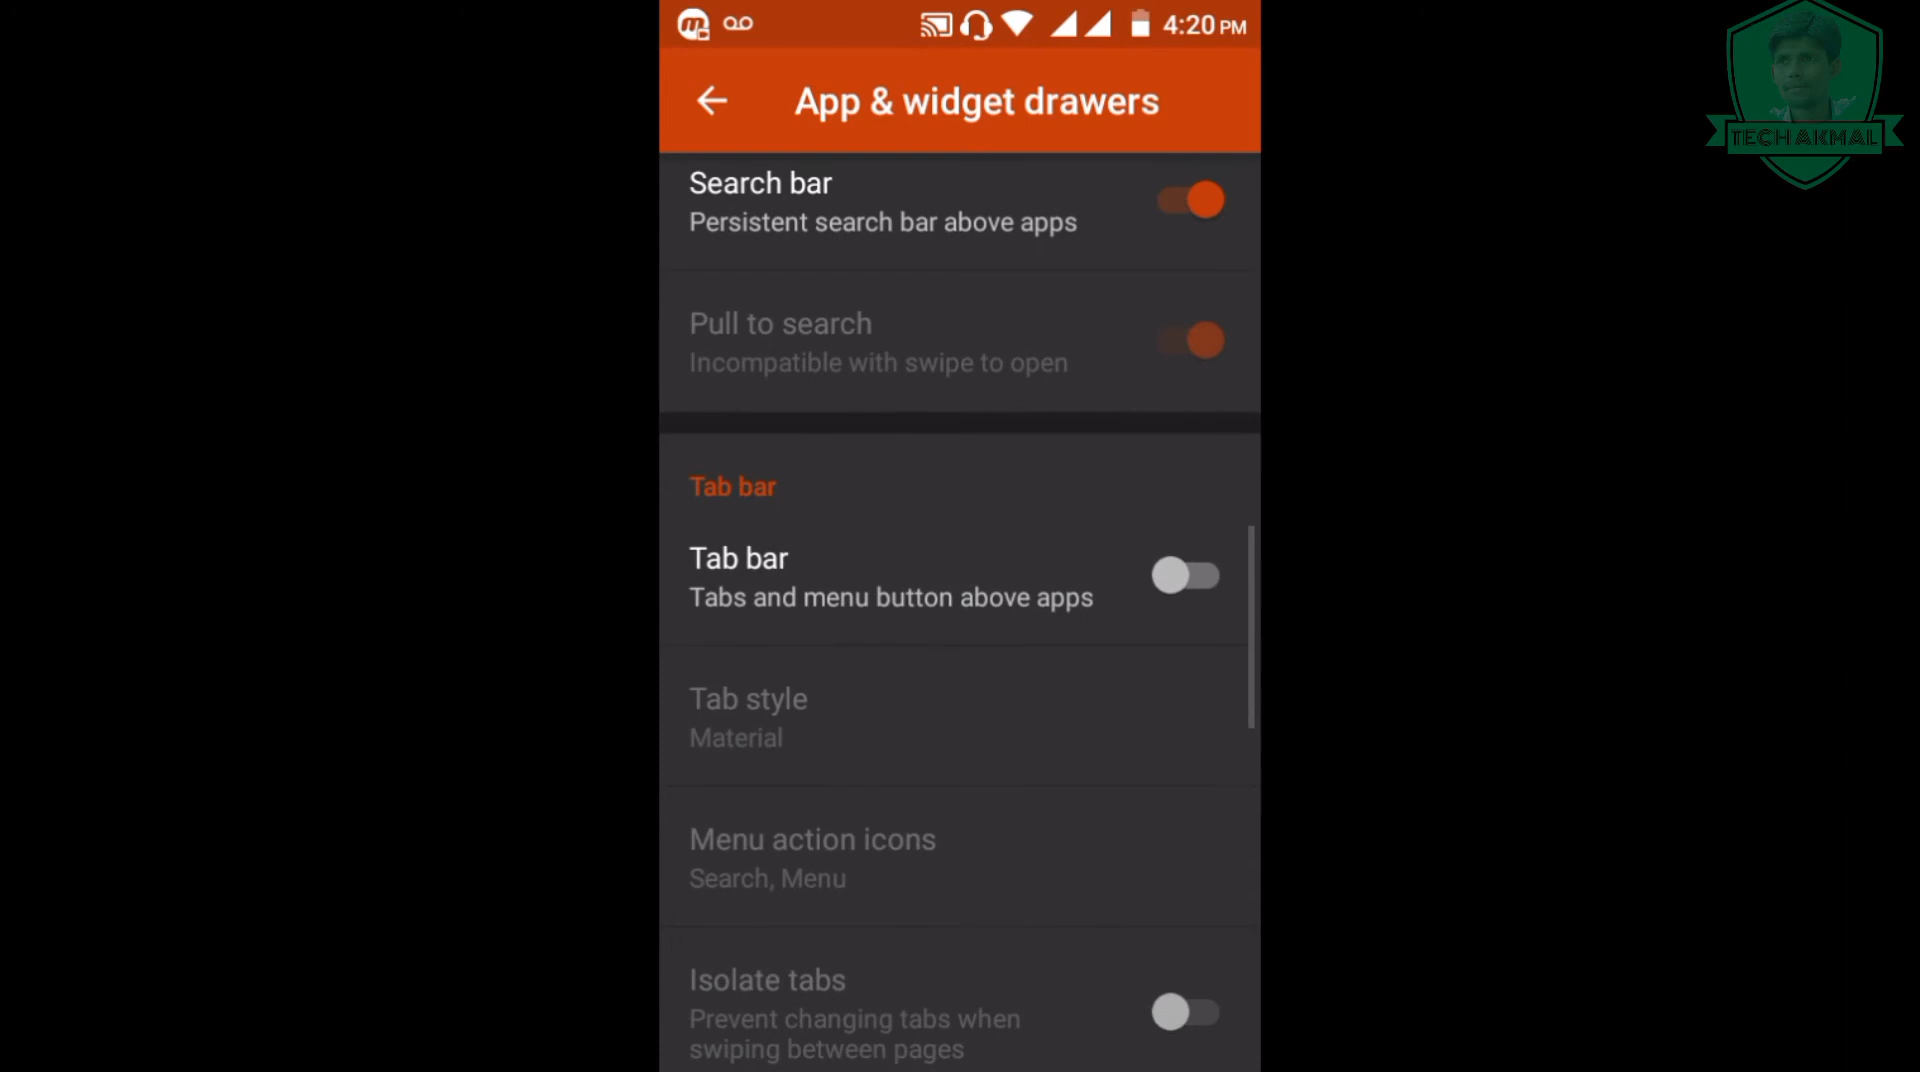 4:20 PM
App & widget drawers
Search bar
Persistent search bar above apps
Pull to search
Incompatible with swipe to open
Tab bar
Tab bar
Tabs and menu button above apps
Tab style
Material
Menu action icons
Search, Menu
Isolate tabs
Prevent changing tabs when
swiping between pages
TECH AKMAL